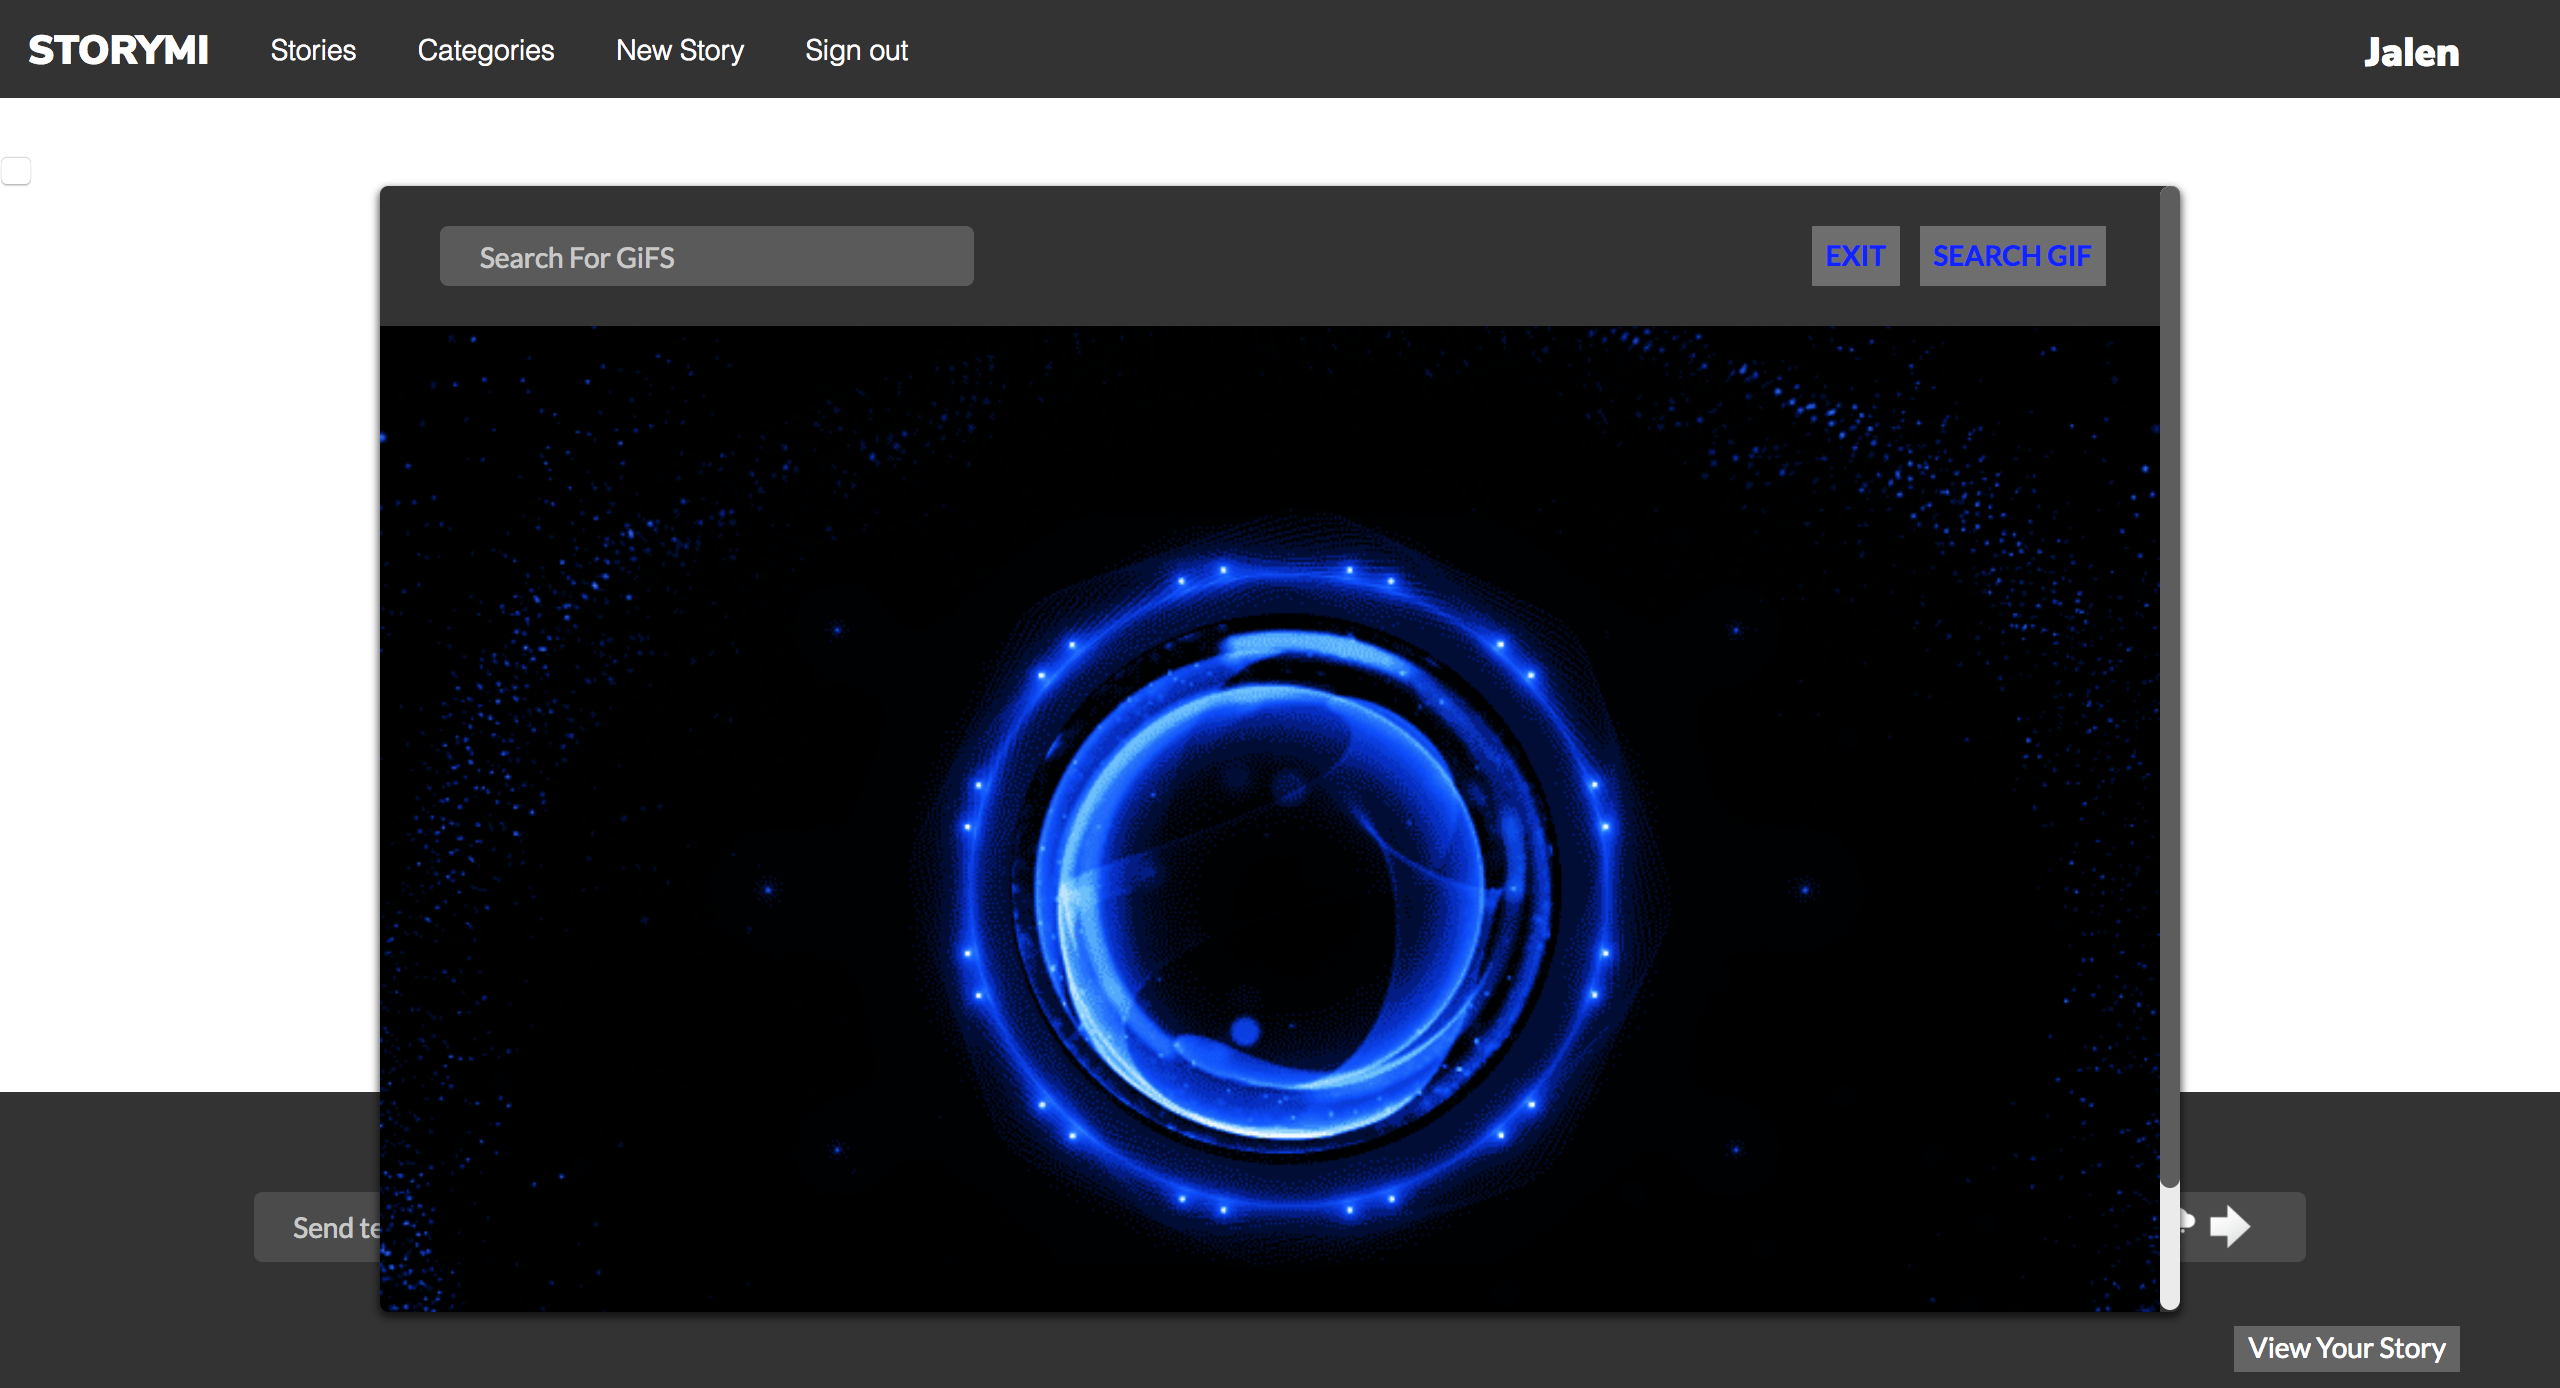 STORYMI Stories Categories New Story Sign out Jalen
Search For GiFS EXIT SEARCH GIF
Send te
View Your Story